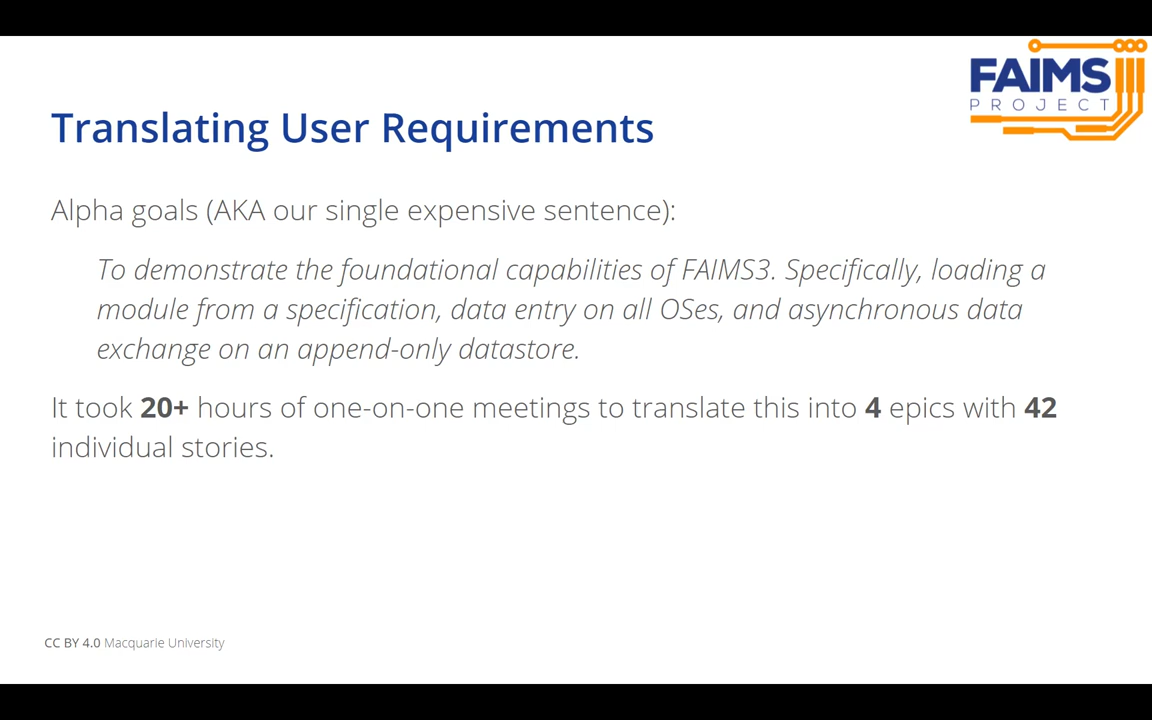 FAIMS
PROJECT
Translating User Requirements
Alpha goals (AKA our single expensive sentence):
To demonstrate the foundational capabilities of FAIMS3. Specifically, loading a
module from a specification, data entry on all OSes, and asynchronous data
exchange on an append-only datastore.
It took 20+ hours of one-on-one meetings to translate this into 4 epics with 42
individual stories.
CC BY 4.0 Macquarie University